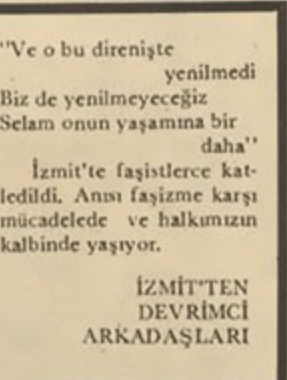 "Ve o bu direnişte
yenilmedi
Biz de yenilmeyeceğiz
Selam onun yaşamına bir
daha"
İzmit'te faşistlerce kat-
ledildi. Anısı faşizme karşı
mücadelede ve halkımızın
kalbinde yaşıyor.
İZMİT'TEN
DEVRİMCİ
ARKADAŞLARI